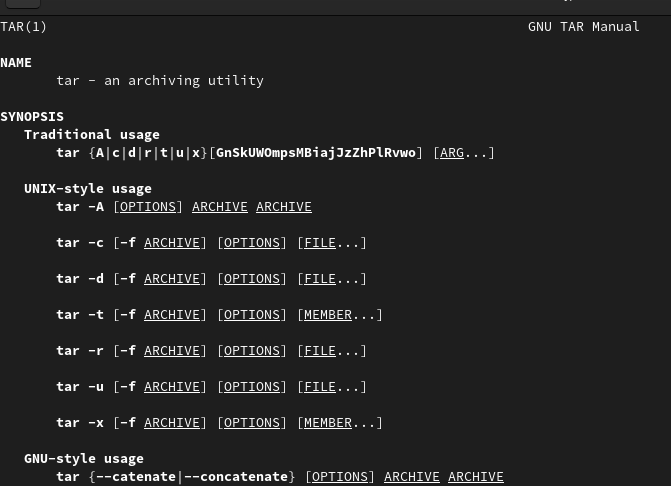 TAR(1) GNU TAR Manual
NAME
tar - an archiving utility
SYNOPSIS
Traditional usage
tar {A|c|d|r|t|u|x}[GnSkUWOmpsMBiajJzZhPlRvwo] [ARG...]
UNIX-style usage
tar -A [OPTIONS] ARCHIVE ARCHIVE
tar -c [-f ARCHIVE] [OPTIONS] [FILE...]
tar -d [-f ARCHIVE] [OPTIONS] [FILE...]
tar -t [-f ARCHIVE] [OPTIONS] [MEMBER...]
tar -r [-f ARCHIVE] [OPTIONS] [FILE...]
tar -u [-f ARCHIVE] [OPTIONS] [FILE...]
tar -x [-f ARCHIVE] [OPTIONS] [MEMBER...]
GNU-style usage
tar {--catenate|--concatenate} [OPTIONS] ARCHIVE ARCHIVE